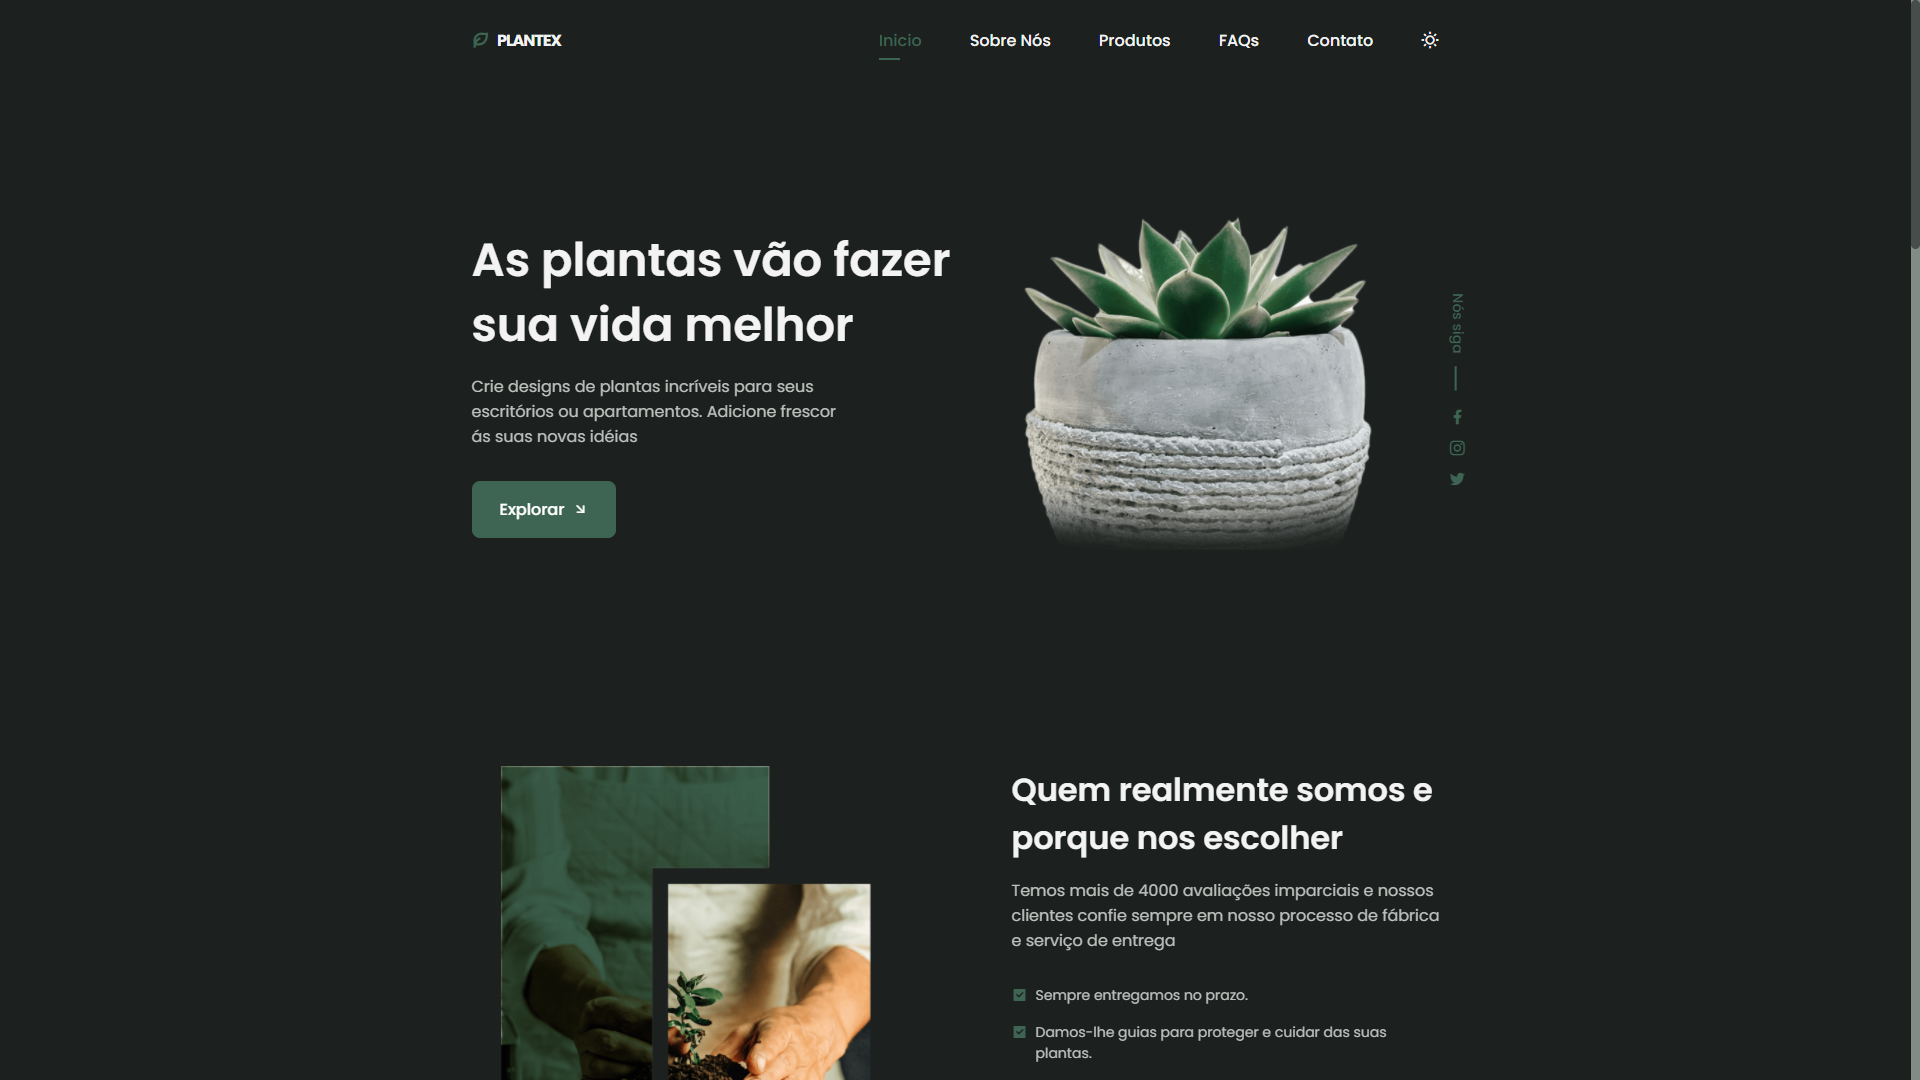 PLANTEX
Inicio
Sobre Nós
Produtos
FAQs
Contato
As plantas vão fazer
sua vida melhor
Crie designs de plantas incríveis para seus
escritórios ou apartamentos. Adicione frescor
ás suas novas idéias
Explorar
Nós siga
Quem realmente somos e
porque nos escolher
Temos mais de 4000 avaliações imparciais e nossos
clientes confie sempre em nosso processo de fábrica
e serviço de entrega
Sempre entregamos no prazo.
Damos-lhe guias para proteger e cuidar das suas
plantas.